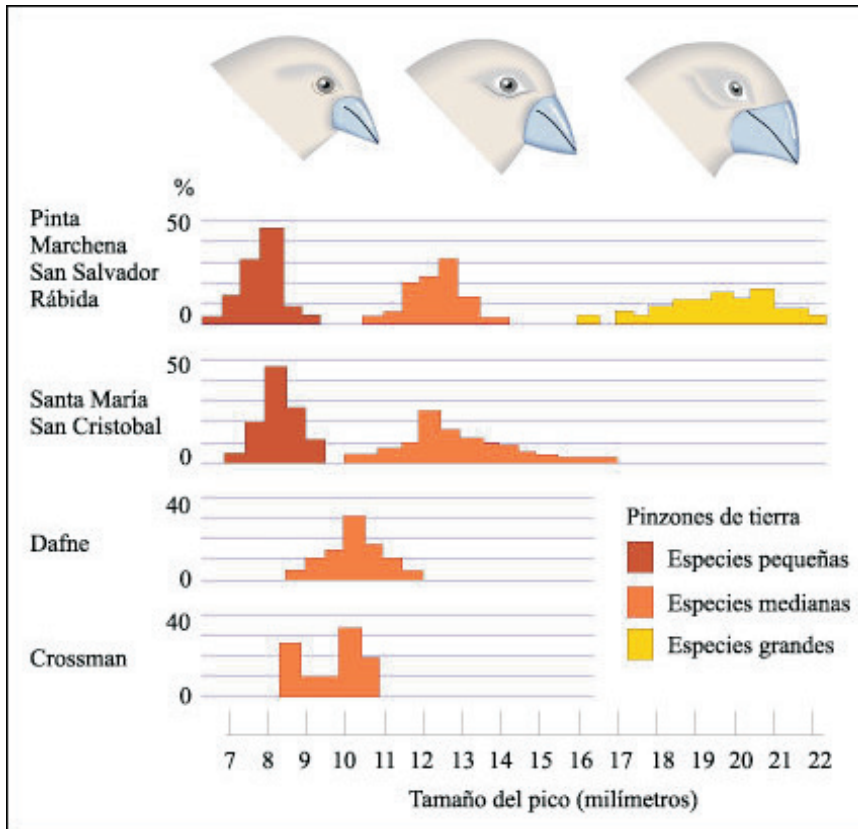 %
Pinta
Marchena
San Salvador
Rábida
50
0
Santa María
San Cristobal
50
0
Dafne
40
0
Crossman
40
0
Pinzones de tierra
Especies pequeñas
Especies medianas
Especies grandes
7 8 9 10 11 12 13 14 15 16 17 18 19 20 21 22
Tamaño del pico (milímetros)